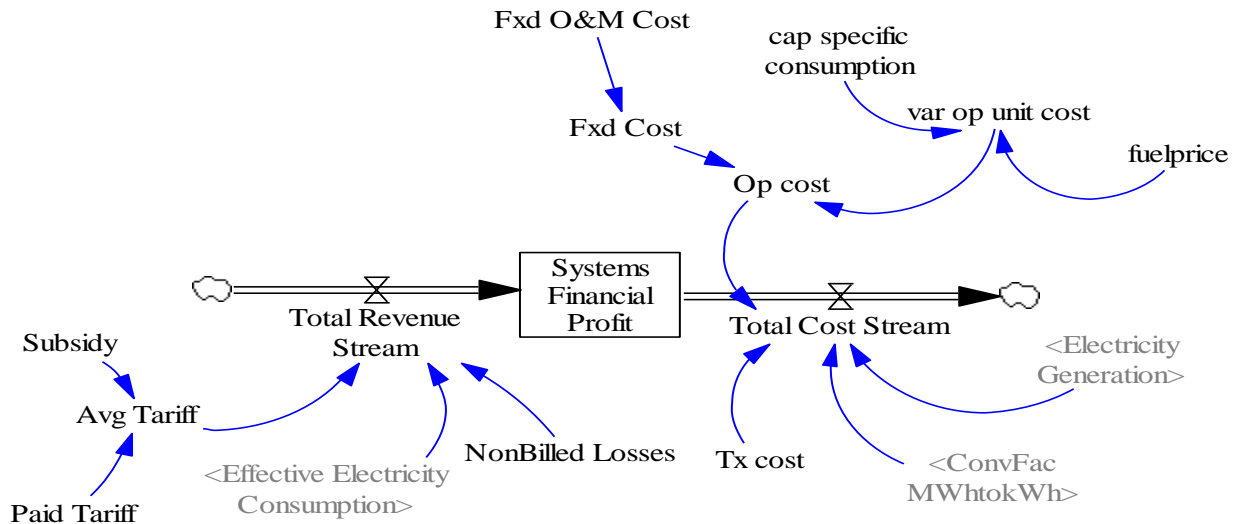 Fxd O&M Cost
cap specific
consumption
var op unit cost
Fxd Cost
fuelprice
Op cost
Systems
Financial
Profit
Total Revenue
Stream
Total Cost Stream
Subsidy
<Electricity
Generation>
Avg Tariff
NonBilled Losses
Tx cost
<Effective Electricity
Consumption>
<ConvFac
MWhtokWh>
Paid Tariff